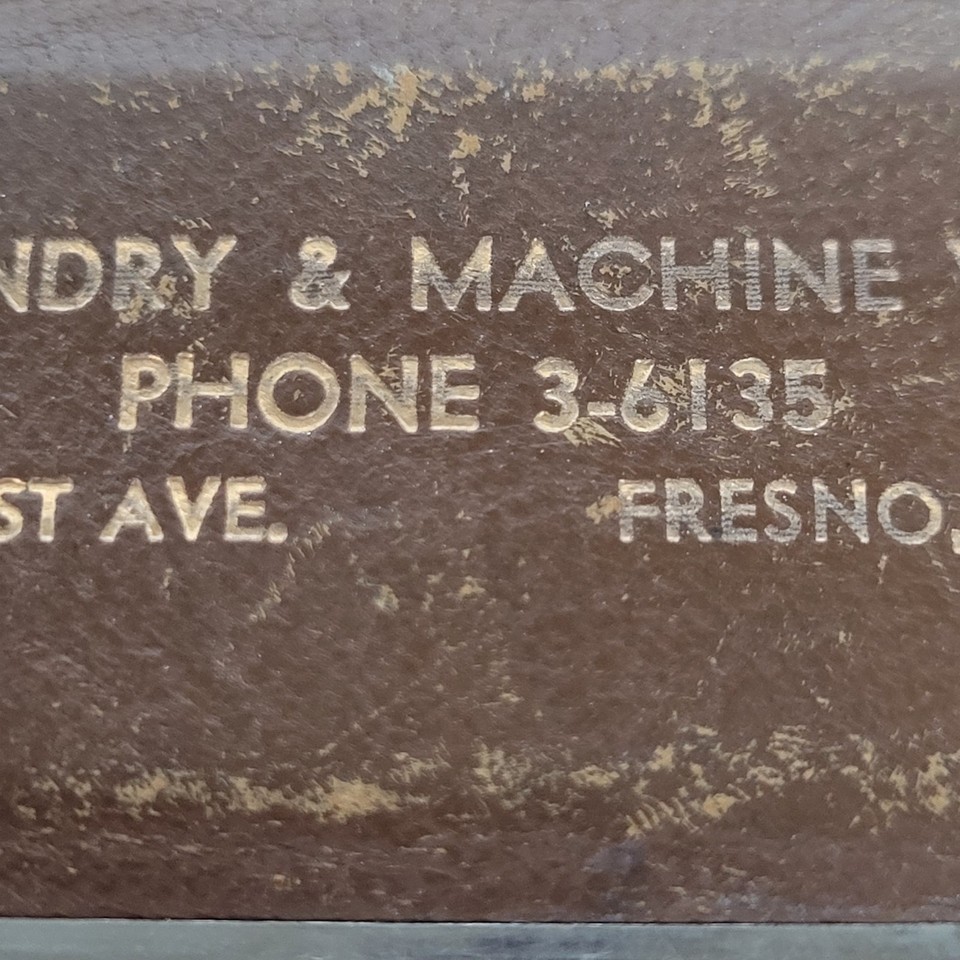 NDRY & MACHINE
PHONE 3-6135
ST AVE. FRESNO,